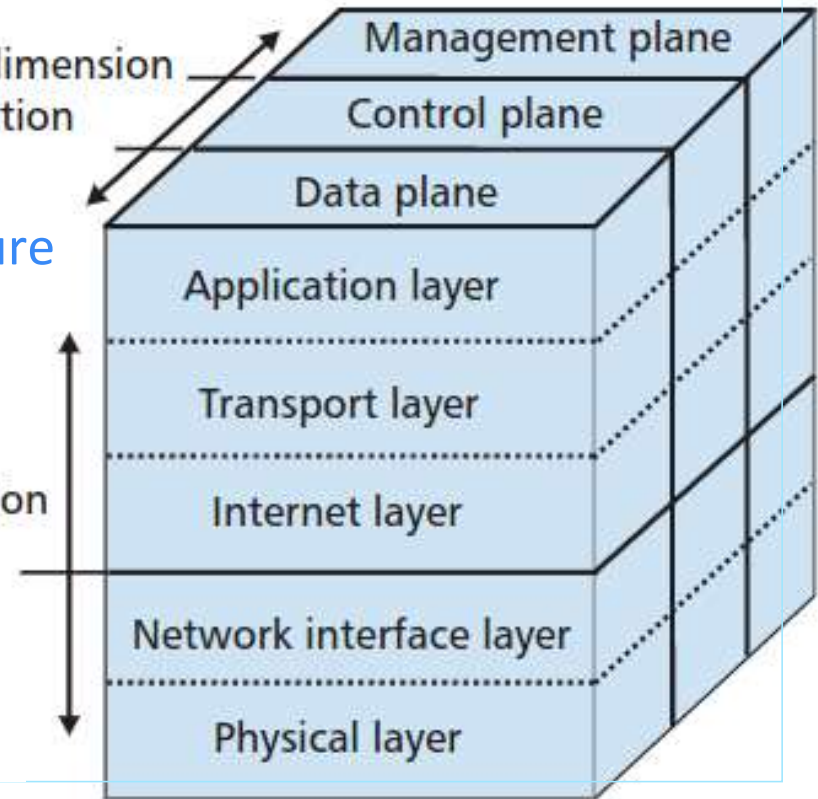 Management plane
dimension
tion
Control plane
Data plane
ure
Application layer
Transport layer
Internet layer
on
Network interface layer
Physical layer